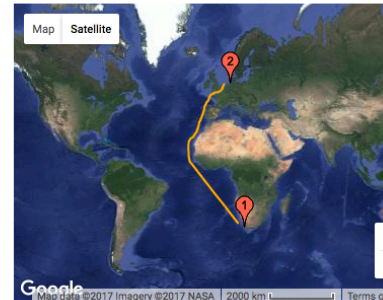 Map Satellite
2
1
Google
Map data ©2017 Imagery ©2017 NASA 2000 km Terms o